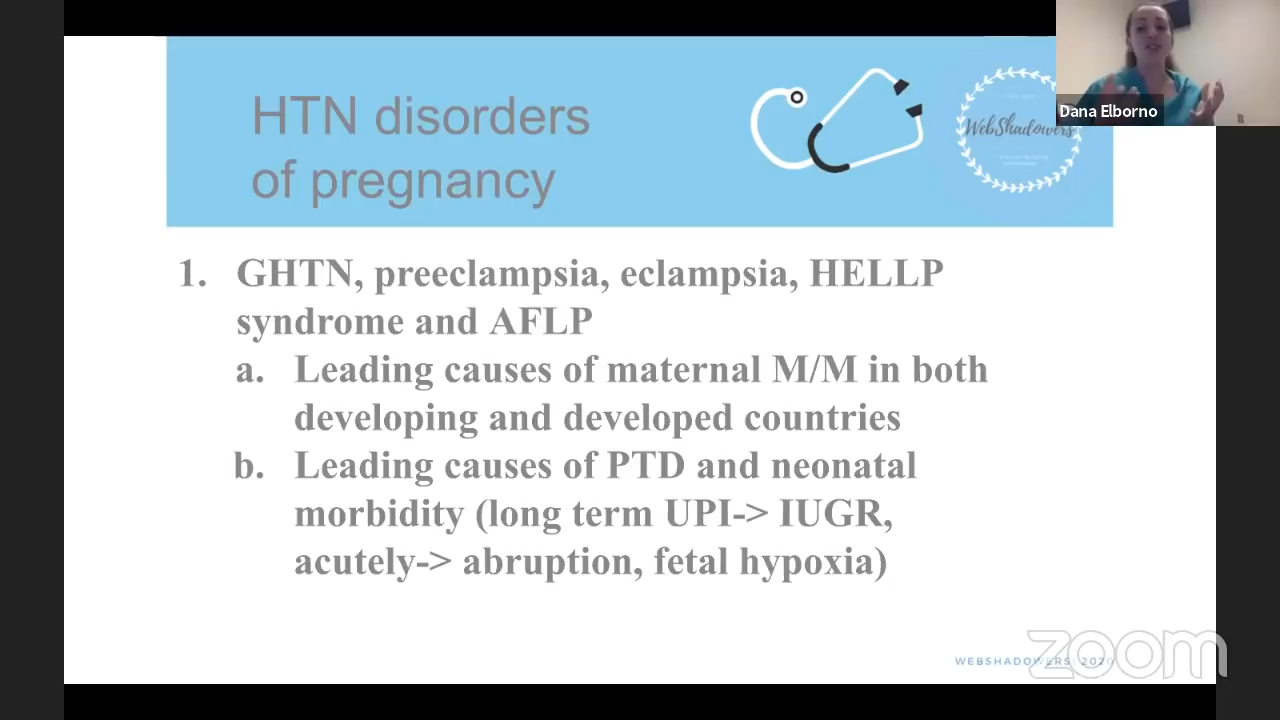 HTN disorders
of pregnancy
WebShadowers
Dana Elborno
1. GHTN, preeclampsia, eclampsia, HELLP
syndrome and AFLP
a. Leading causes of maternal M/M in both
developing and developed countries
b. Leading causes of PTD and neonatal
morbidity (long term UPI-> IUGR,
acutely-> abruption, fetal hypoxia)
WEBSHADOWERS 2020
zoom